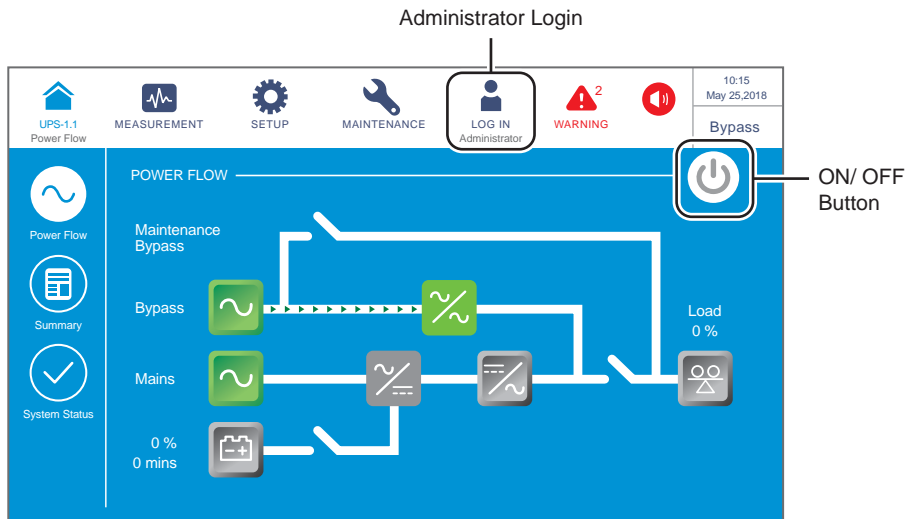 Administrator Login
UPS-1.1
Power Flow
MEASUREMENT
SETUP
MAINTENANCE
LOG IN
Administrator
2
WARNING
10:15
May 25,2018
Bypass
ON/ OFF
Button
POWER FLOW
Power Flow
Summary
System Status
Maintenance
Bypass
Bypass
Load
0 %
Mains
0 %
0 mins